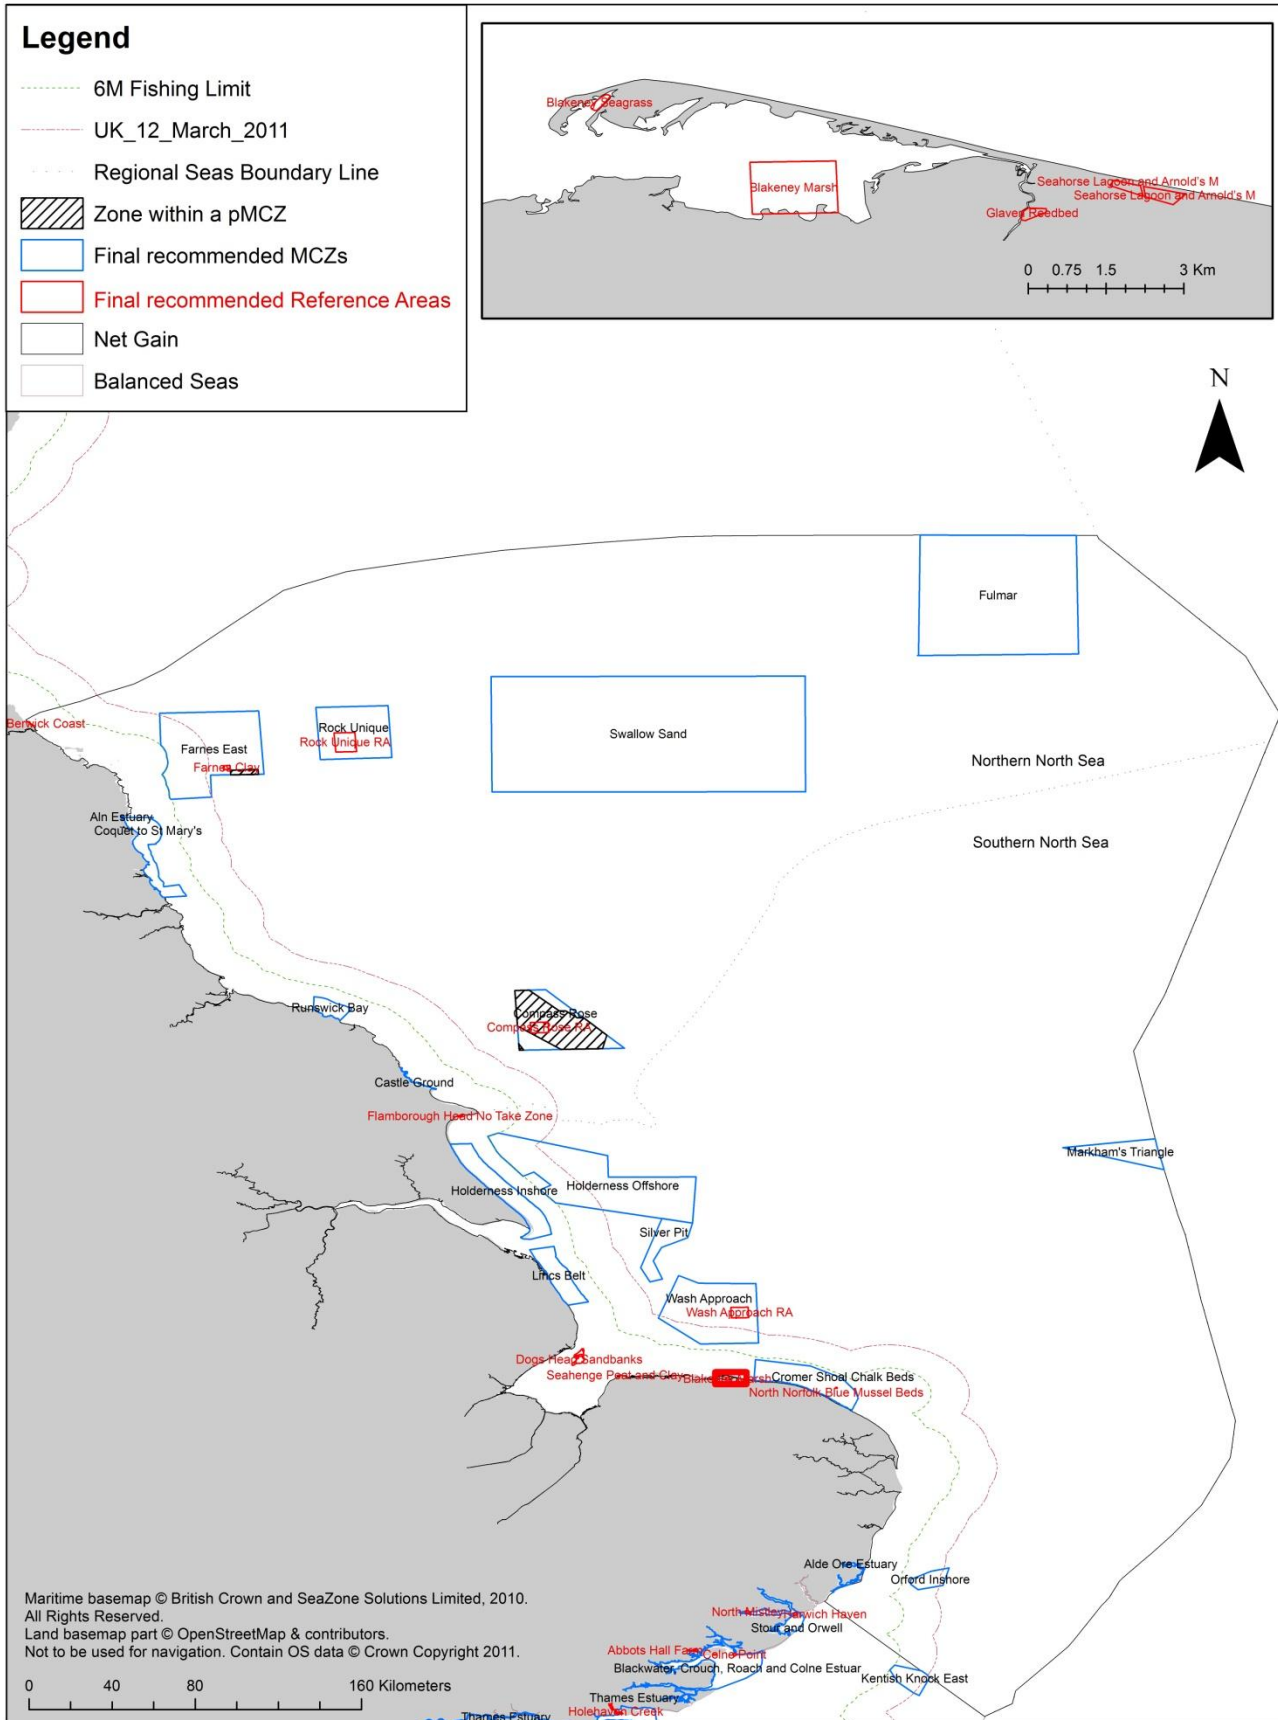 Legend
6M Fishing Limit
UK_12_March_2011
Regional Seas Boundary Line
Zone within a pMCZ
Final recommended MCZs
Final recommended Reference Areas
Net Gain
Balanced Seas
Blakeney Seagrass
Blakeney Marsh
Seahorse Lagoon and Arnold's M
Seahorse Lagoon and Arnold's M
Glaven Reedbed
0 0.75 1.5 3 Km
N
Fulmar
Berwick Coast
Farnes East
Farnes Clay
Rock Unique
Rock Unique RA
Swallow Sand
Northern North Sea
Southern North Sea
Aln Estuary
Coquet to St Mary's
Runswick Bay
Compass Rose
Compass Rose RA
Castle Ground
Flamborough Head No Take Zone
Markham's Triangle
Holderness Inshore
Holderness Offshore
Silver Pit
Lincs Belt
Wash Approach
Wash Approach RA
Dogs Head Sandbanks
Seahenge Peat and Clay
Blakeney Marsh
Cromer Shoal Chalk Beds
North Norfolk Blue Mussel Beds
Alde Ore Estuary
Orford Inshore
North Mistley
Harwich Haven
Stour and Orwell
Abbots Hall Farm
Colne Point
Blackwater, Crouch, Roach and Colne Estuar
Kentish Knock East
Thames Estuary
Holehaven Creek
Thames Estuary
Maritime basemap © British Crown and SeaZone Solutions Limited, 2010.
All Rights Reserved.
Land basemap part © OpenStreetMap & contributors.
Not to be used for navigation. Contain OS data © Crown Copyright 2011.
0 40 80 160 Kilometers